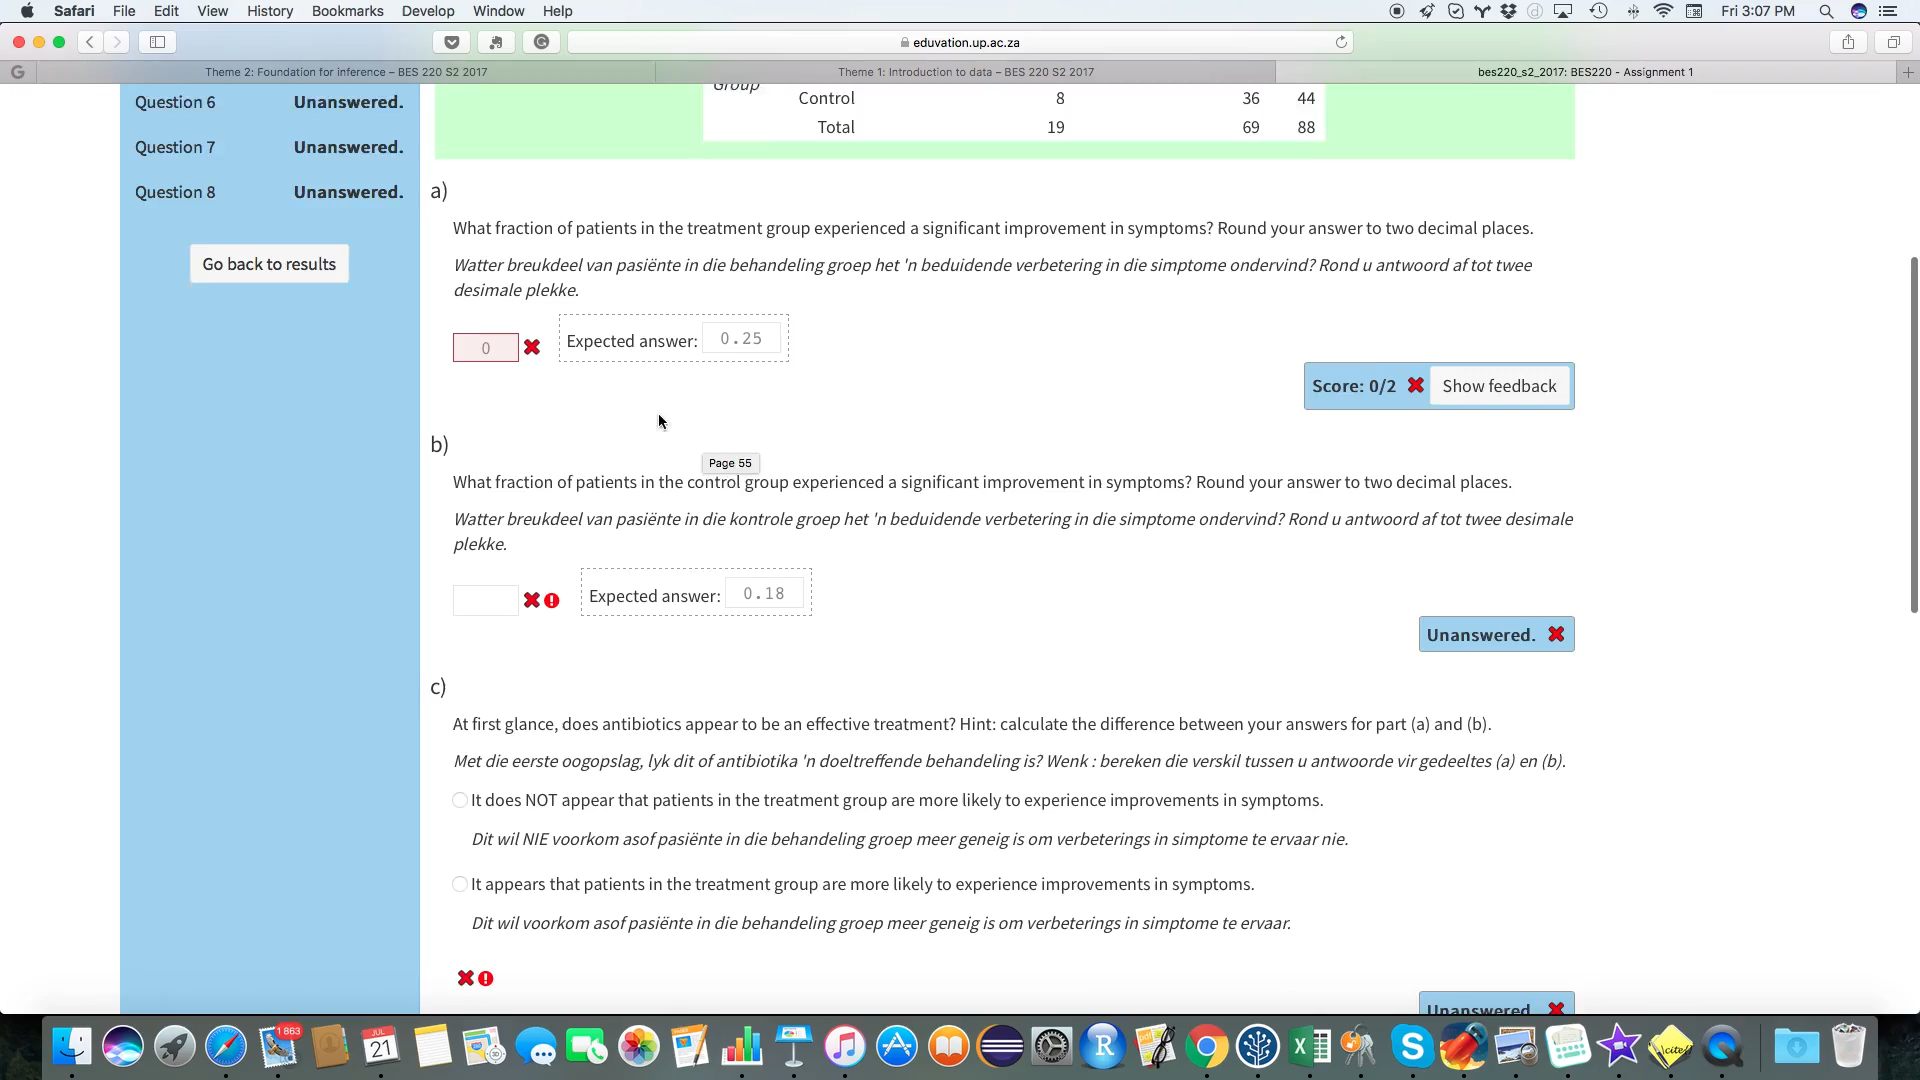 Safari File Edit View History Bookmarks Develop Window Help Fri 3:07 PM
eduvation.up.ac.za
G Theme 2: Foundation for inference – BES 220 S2 2017 Theme 1: Introduction to data – BES 220 S2 2017 bes220_s2_2017: BES220 - Assignment 1
Group
Control 8 36 44
Total 19 69 88
Question 6 Unanswered.
Question 7 Unanswered.
Question 8 Unanswered.
Go back to results
a)
What fraction of patients in the treatment group experienced a significant improvement in symptoms? Round your answer to two decimal places.
Watter breukdeel van pasiënte in die behandeling groep het 'n beduidende verbetering in die simptome ondervind? Rond u antwoord af tot twee
desimale plekke.
0 Expected answer: 0.25
Score: 0/2 Show feedback
b)
Page 55
What fraction of patients in the control group experienced a significant improvement in symptoms? Round your answer to two decimal places.
Watter breukdeel van pasiënte in die kontrole groep het 'n beduidende verbetering in die simptome ondervind? Rond u antwoord af tot twee desimale
plekke.
Expected answer: 0.18
Unanswered.
c)
At first glance, does antibiotics appear to be an effective treatment? Hint: calculate the difference between your answers for part (a) and (b).
Met die eerste oogopslag, lyk dit of antibiotika 'n doeltreffende behandeling is? Wenk : bereken die verskil tussen u antwoorde vir gedeeltes (a) en (b).
It does NOT appear that patients in the treatment group are more likely to experience improvements in symptoms.
Dit wil NIE voorkom asof pasiënte in die behandeling groep meer geneig is om verbeterings in simptome te ervaar nie.
It appears that patients in the treatment group are more likely to experience improvements in symptoms.
Dit wil voorkom asof pasiënte in die behandeling groep meer geneig is om verbeterings in simptome te ervaar.
Unanswered.
1 863
JUL
21
R
X
S
cite